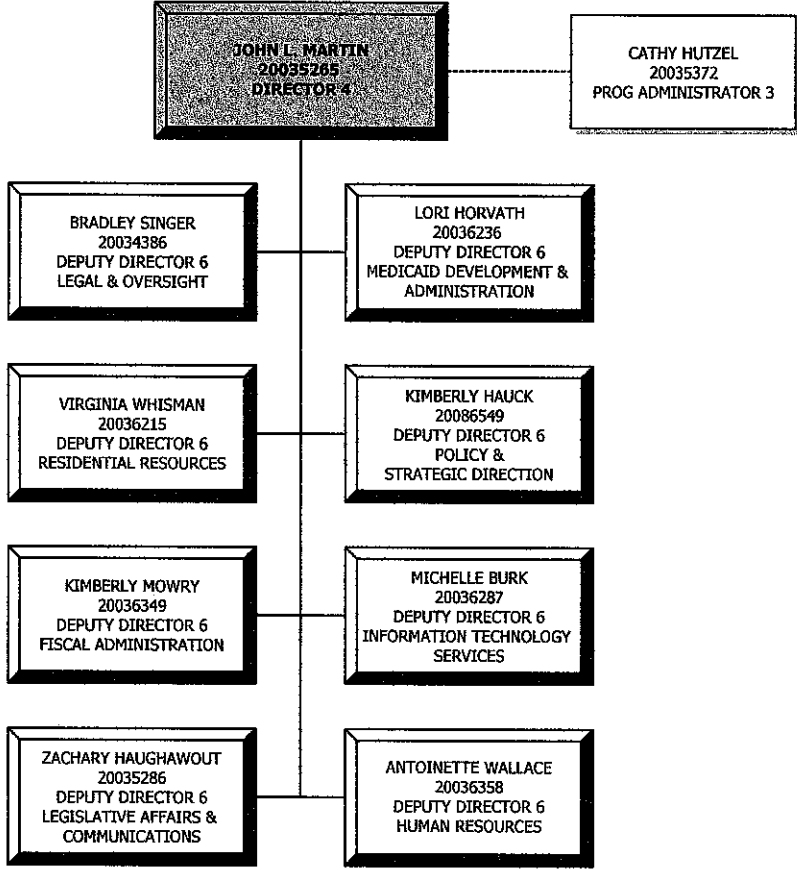 JOHN L. MARTIN
20035265
DIRECTOR 4
CATHY HUTZEL
20035372
PROG ADMINISTRATOR 3
BRADLEY SINGER
20034386
DEPUTY DIRECTOR 6
LEGAL & OVERSIGHT
LORI HORVATH
20036236
DEPUTY DIRECTOR 6
MEDICAID DEVELOPMENT &
ADMINISTRATION
VIRGINIA WHISMAN
20036215
DEPUTY DIRECTOR 6
RESIDENTIAL RESOURCES
KIMBERLY HAUCK
20086549
DEPUTY DIRECTOR 6
POLICY &
STRATEGIC DIRECTION
KIMBERLY MOWRY
20036349
DEPUTY DIRECTOR 6
FISCAL ADMINISTRATION
MICHELLE BURK
20036287
DEPUTY DIRECTOR 6
INFORMATION TECHNOLOGY
SERVICES
ZACHARY HAUGHAWOUT
20035286
DEPUTY DIRECTOR 6
LEGISLATIVE AFFAIRS &
COMMUNICATIONS
ANTOINETTE WALLACE
20036358
DEPUTY DIRECTOR 6
HUMAN RESOURCES